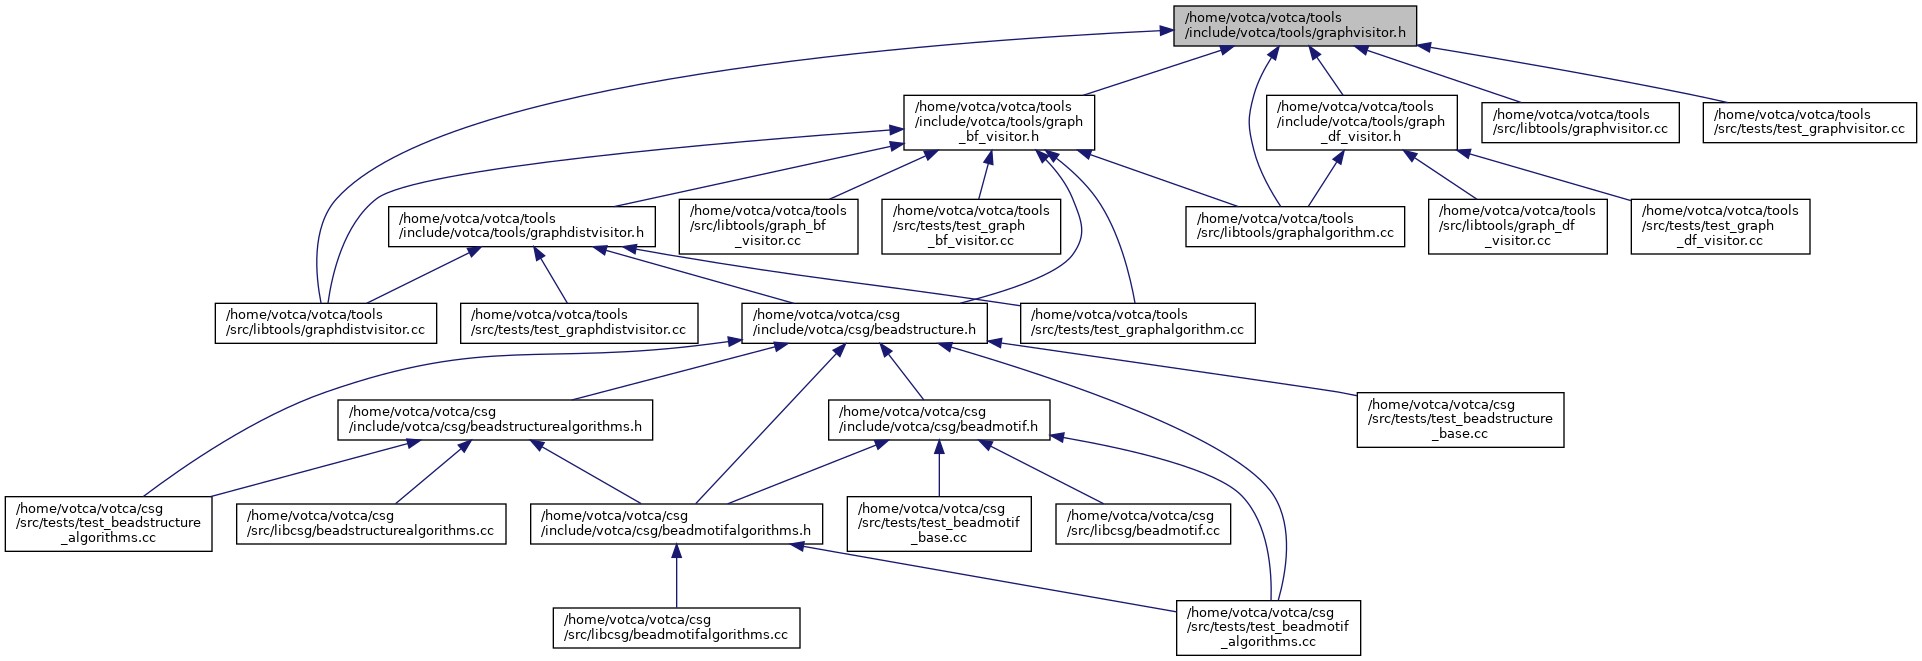 /home/votca/votca/tools
/include/votca/tools/graphvisitor.h
/home/votca/votca/tools
/include/votca/tools/graph
_bf_visitor.h
/home/votca/votca/tools
/include/votca/tools/graph
_df_visitor.h
/home/votca/votca/tools
/src/libtools/graphvisitor.cc
/home/votca/votca/tools
/src/tests/test_graphvisitor.cc
/home/votca/votca/tools
/include/votca/tools/graphdistvisitor.h
/home/votca/votca/tools
/src/libtools/graph_bf
_visitor.cc
/home/votca/votca/tools
/src/tests/test_graph
_bf_visitor.cc
/home/votca/votca/tools
/src/libtools/graphalgorithm.cc
/home/votca/votca/tools
/src/libtools/graph_df
_visitor.cc
/home/votca/votca/tools
/src/tests/test_graph
_df_visitor.cc
/home/votca/votca/tools
/src/libtools/graphdistvisitor.cc
/home/votca/votca/tools
/src/tests/test_graphdistvisitor.cc
/home/votca/votca/csg
/include/votca/csg/beadstructure.h
/home/votca/votca/tools
/src/tests/test_graphalgorithm.cc
/home/votca/votca/csg
/include/votca/csg/beadstructurealgorithms.h
/home/votca/votca/csg
/include/votca/csg/beadmotif.h
/home/votca/votca/csg
/src/tests/test_beadstructure
_base.cc
/home/votca/votca/csg
/src/tests/test_beadstructure
_algorithms.cc
/home/votca/votca/csg
/src/libcsg/beadstructurealgorithms.cc
/home/votca/votca/csg
/include/votca/csg/beadmotifalgorithms.h
/home/votca/votca/csg
/src/tests/test_beadmotif
_base.cc
/home/votca/votca/csg
/src/libcsg/beadmotif.cc
/home/votca/votca/csg
/src/libcsg/beadmotifalgorithms.cc
/home/votca/votca/csg
/src/tests/test_beadmotif
_algorithms.cc